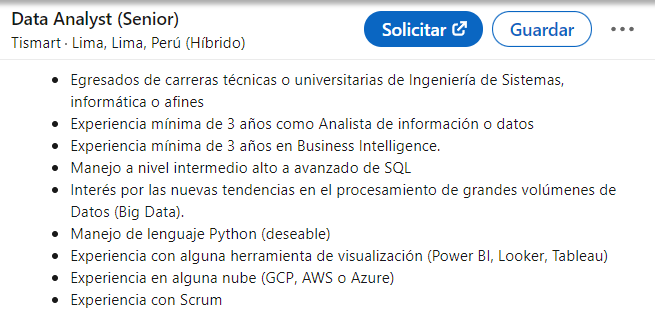 Data Analyst (Senior)
Tismart · Lima, Lima, Perú (Híbrido)
Solicitar
Guardar
• Egresados de carreras técnicas o universitarias de Ingeniería de Sistemas,
informática o afines
• Experiencia mínima de 3 años como Analista de información o datos
• Experiencia mínima de 3 años en Business Intelligence.
• Manejo a nivel intermedio alto a avanzado de SQL
• Interés por las nuevas tendencias en el procesamiento de grandes volúmenes de
Datos (Big Data).
• Manejo de lenguaje Python (deseable)
• Experiencia con alguna herramienta de visualización (Power BI, Looker, Tableau)
• Experiencia en alguna nube (GCP, AWS o Azure)
• Experiencia con Scrum